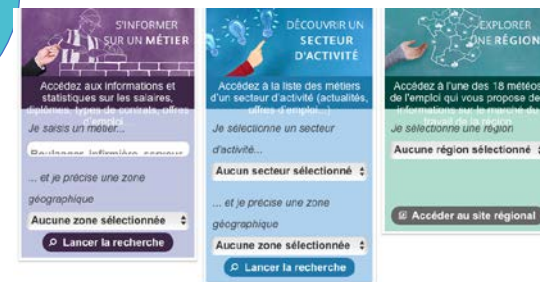 S'INFORMER
SUR UN MÉTIER
Accédez aux informations et
statistiques sur les salaires,
diplômes, types de contrats, offres
d'emploi
Je saisis un métier...
Boulanger, infirmière, serveur
... et je précise une zone
géographique
Aucune zone sélectionnée
Lancer la recherche
DÉCOUVRIR UN
SECTEUR
D'ACTIVITÉ
Accédez à la liste des métiers
d'un secteur d'activité (actualités,
offres d'emploi...)
Je sélectionne un secteur
d'activité...
Aucun secteur sélectionné
... et je précise une zone
géographique
Aucune zone sélectionnée
Lancer la recherche
EXPLORER
UNE RÉGION
Accédez à l'une des 18 météos
de l'emploi qui vous propose de
informations sur le marché du
travail de la région
Je sélectionne une région
Aucune région sélectionné
Accéder au site régional